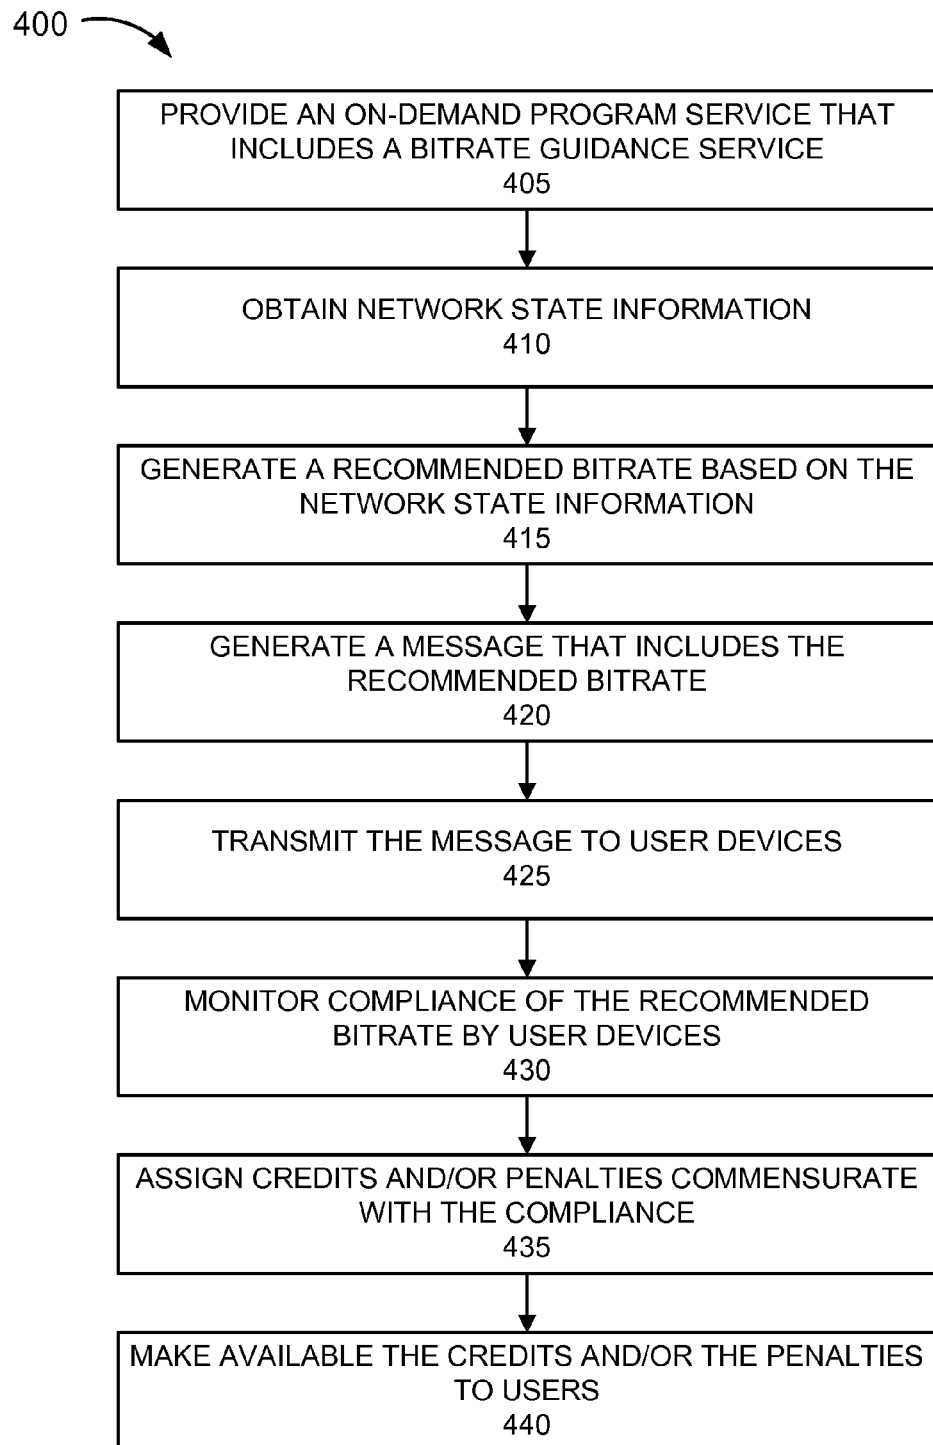 400
PROVIDE AN ON-DEMAND PROGRAM SERVICE THAT
INCLUDES A BITRATE GUIDANCE SERVICE
405
OBTAIN NETWORK STATE INFORMATION
410
GENERATE A RECOMMENDED BITRATE BASED ON THE
NETWORK STATE INFORMATION
415
GENERATE A MESSAGE THAT INCLUDES THE
RECOMMENDED BITRATE
420
TRANSMIT THE MESSAGE TO USER DEVICES
425
MONITOR COMPLIANCE OF THE RECOMMENDED
BITRATE BY USER DEVICES
430
ASSIGN CREDITS AND/OR PENALTIES COMMENSURATE
WITH THE COMPLIANCE
435
MAKE AVAILABLE THE CREDITS AND/OR THE PENALTIES
TO USERS
440